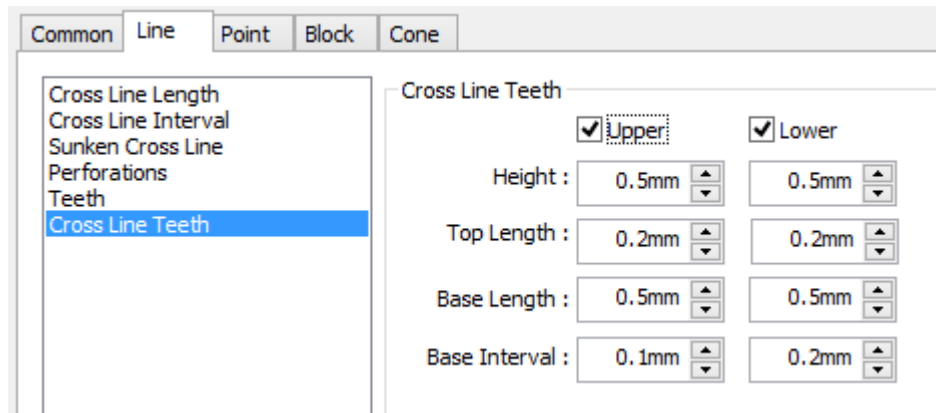 Common Line Point Block Cone
Cross Line Length
Cross Line Interval
Sunken Cross Line
Perforations
Teeth
Cross Line Teeth
Cross Line Teeth
Upper Lower
Height : 0.5mm 0.5mm
Top Length : 0.2mm 0.2mm
Base Length : 0.5mm 0.5mm
Base Interval : 0.1mm 0.2mm